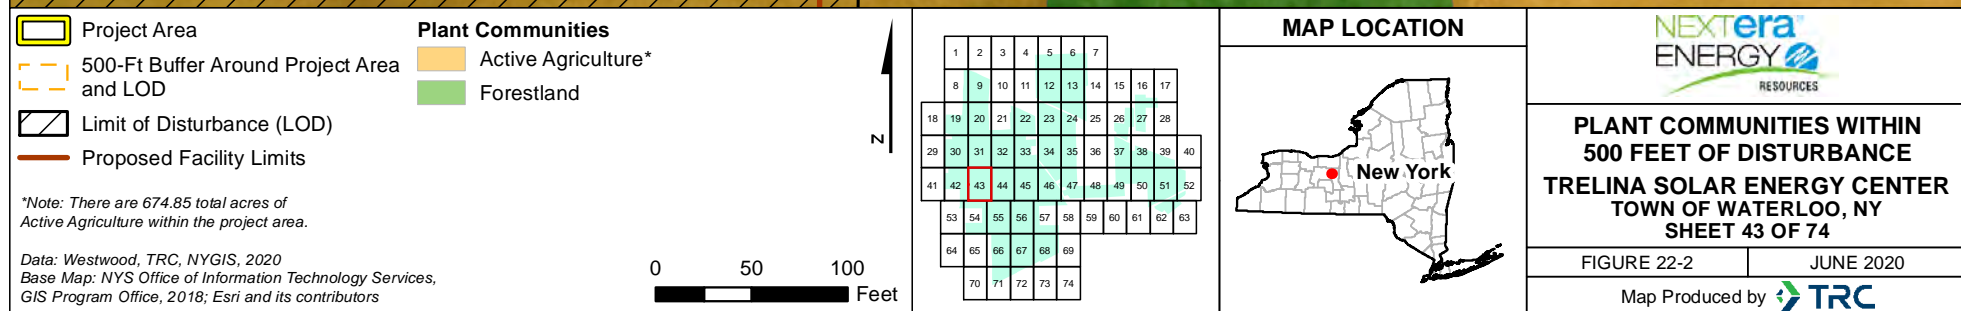 Project Area
500-Ft Buffer Around Project Area
and LOD
Limit of Disturbance (LOD)
Proposed Facility Limits
*Note: There are 674.85 total acres of
Active Agriculture within the project area.
Data: Westwood, TRC, NYGIS, 2020
Base Map: NYS Office of Information Technology Services,
GIS Program Office, 2018; Esri and its contributors
Plant Communities
Active Agriculture*
Forestland
0 50 100
Feet
N
1 2 3 4 5 6 7
8 9 10 11 12 13 14 15 16 17
18 19 20 21 22 23 24 25 26 27 28
29 30 31 32 33 34 35 36 37 38 39 40
41 42 43 44 45 46 47 48 49 50 51 52
53 54 55 56 57 58 59 60 61 62 63
64 65 66 67 68 69
70 71 72 73 74
MAP LOCATION
New York
NEXTera
ENERGY
RESOURCES
PLANT COMMUNITIES WITHIN
500 FEET OF DISTURBANCE
TRELINA SOLAR ENERGY CENTER
TOWN OF WATERLOO, NY
SHEET 43 OF 74
FIGURE 22-2 JUNE 2020
Map Produced by TRC